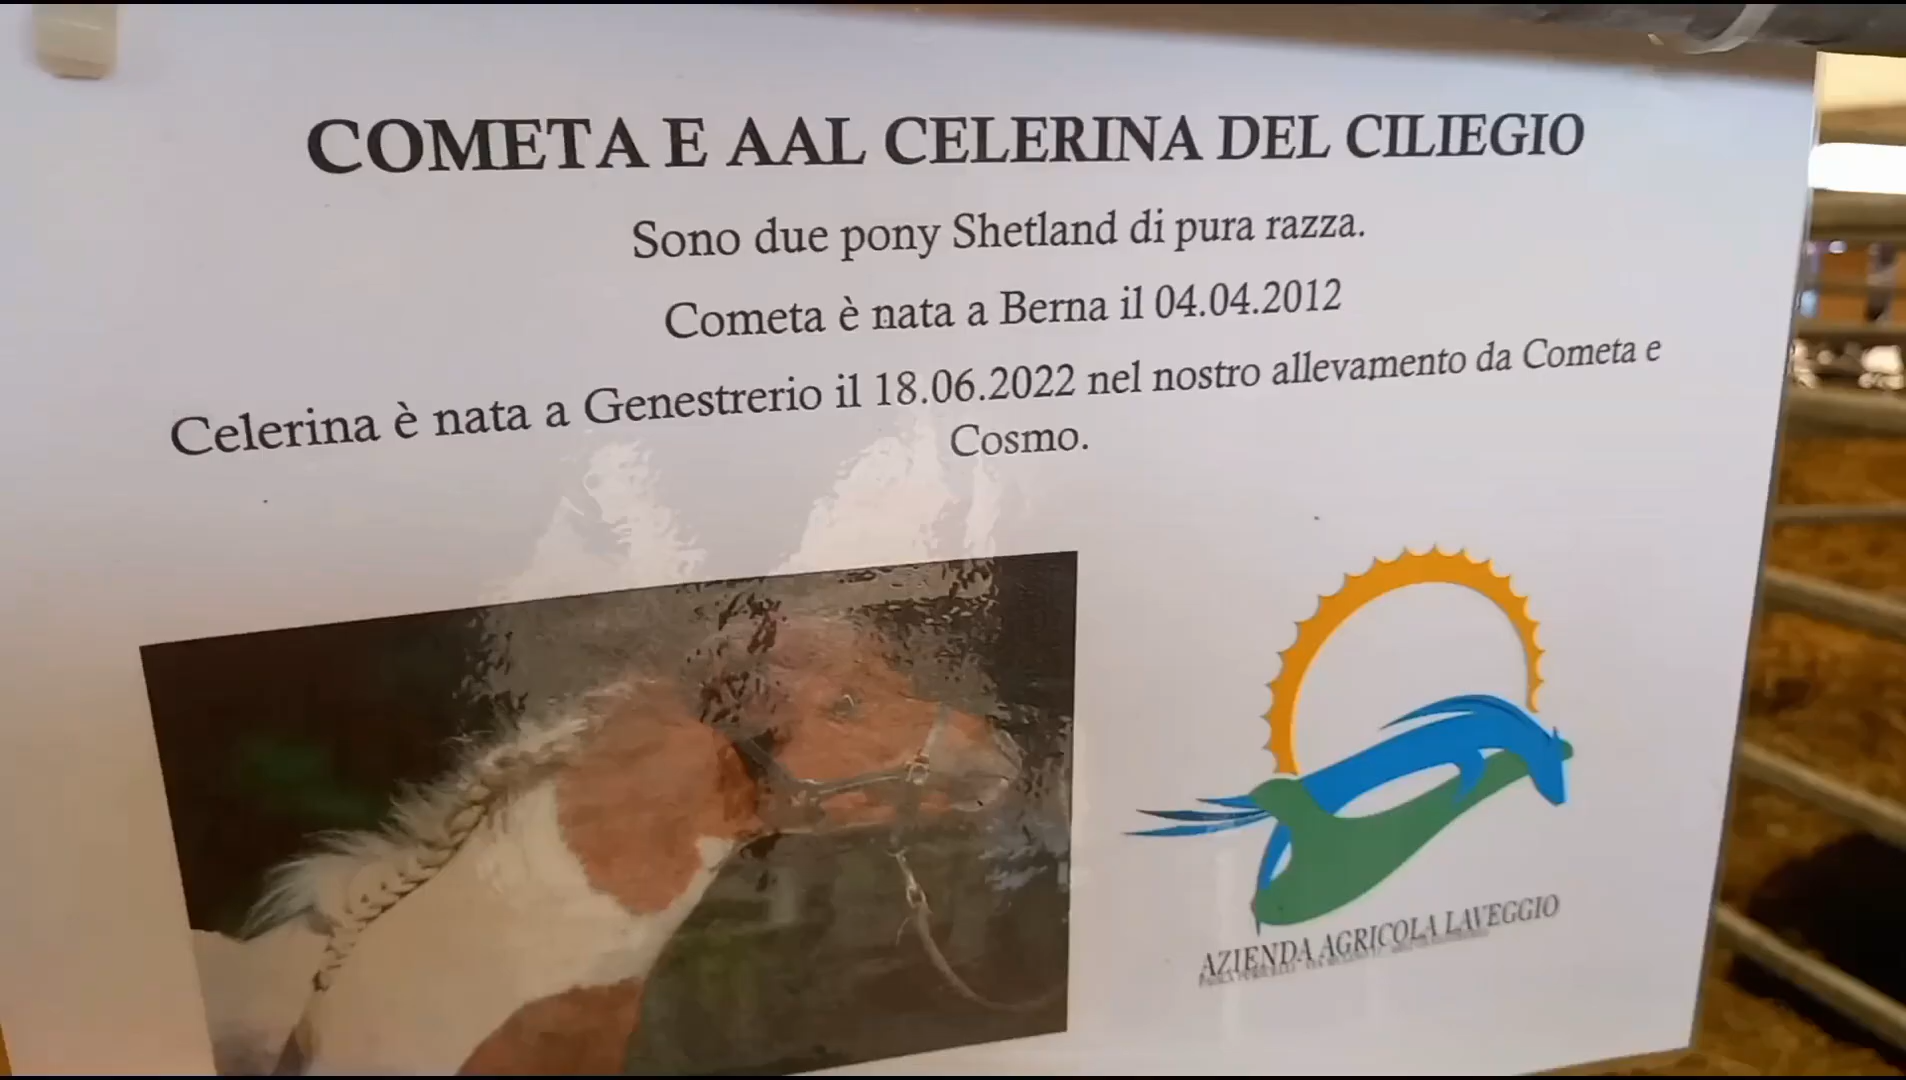 COMETA E AAL CELERINA DEL CILIEGIO
Sono due pony Shetland di pura razza.
Cometa è nata a Berna il 04.04.2012
Celerina è nata a Genestrerio il 18.06.2022 nel nostro allevamento da Cometa e
Cosmo.
AZIENDA AGRICOLA LAVEGGIO